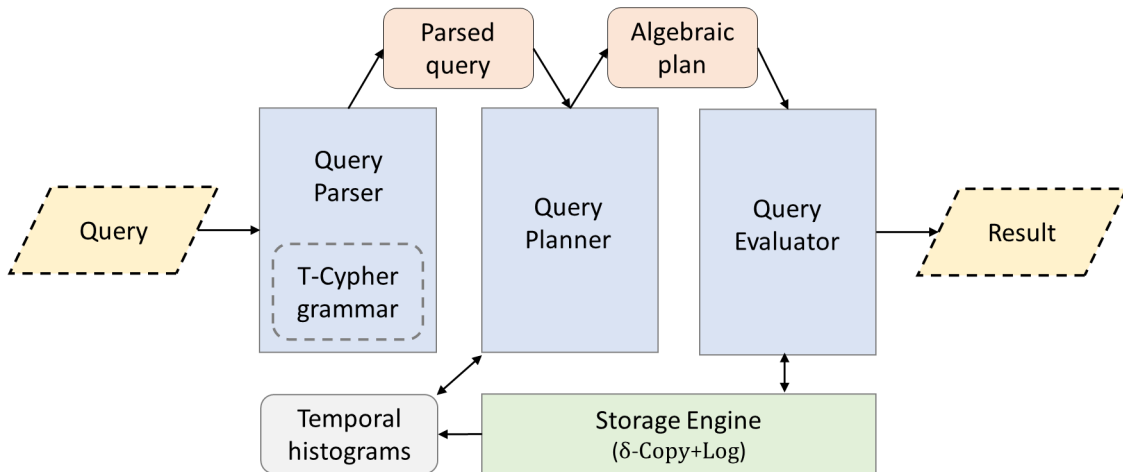 Parsed
query
Algebraic
plan
Query
Query
Parser
T-Cypher
grammar
Query
Planner
Query
Evaluator
Result
Temporal
histograms
Storage Engine
(δ-Copy+Log)